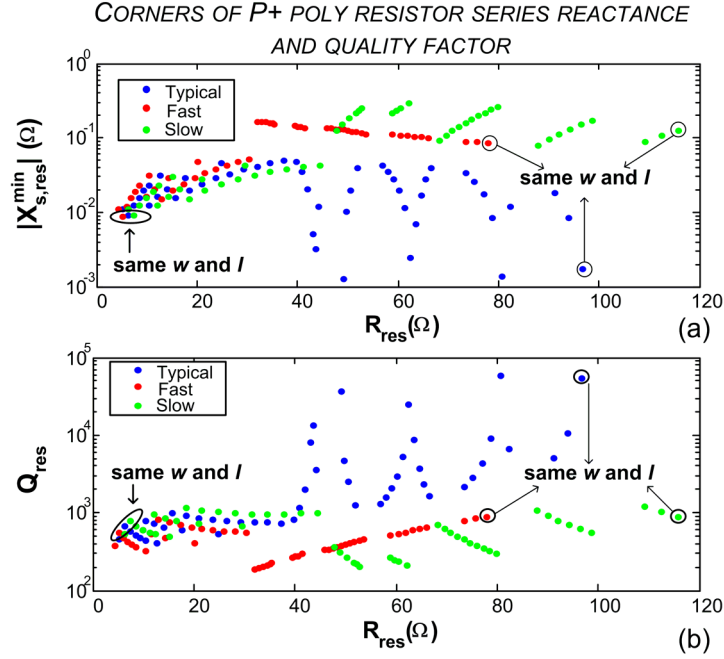 CORNERS OF P+ POLY RESISTOR SERIES REACTANCE
AND QUALITY FACTOR
10^0
10^-1
10^-2
10^-3
|X_s,res^min| (Ω)
Typical
Fast
Slow
same w and l
same w and l
0
20
40
60
80
100
120
R_res(Ω)
(a)
10^5
10^4
10^3
10^2
Q_res
Typical
Fast
Slow
same w and l
same w and l
0
20
40
60
80
100
120
R_res(Ω)
(b)